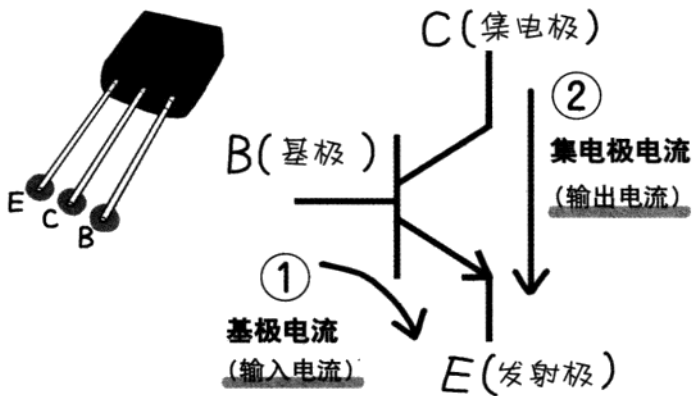 C(集电极)
②
集电极电流
(输出电流)
B(基极)
E
C
B
①
基极电流
(输入电流)
E(发射极)